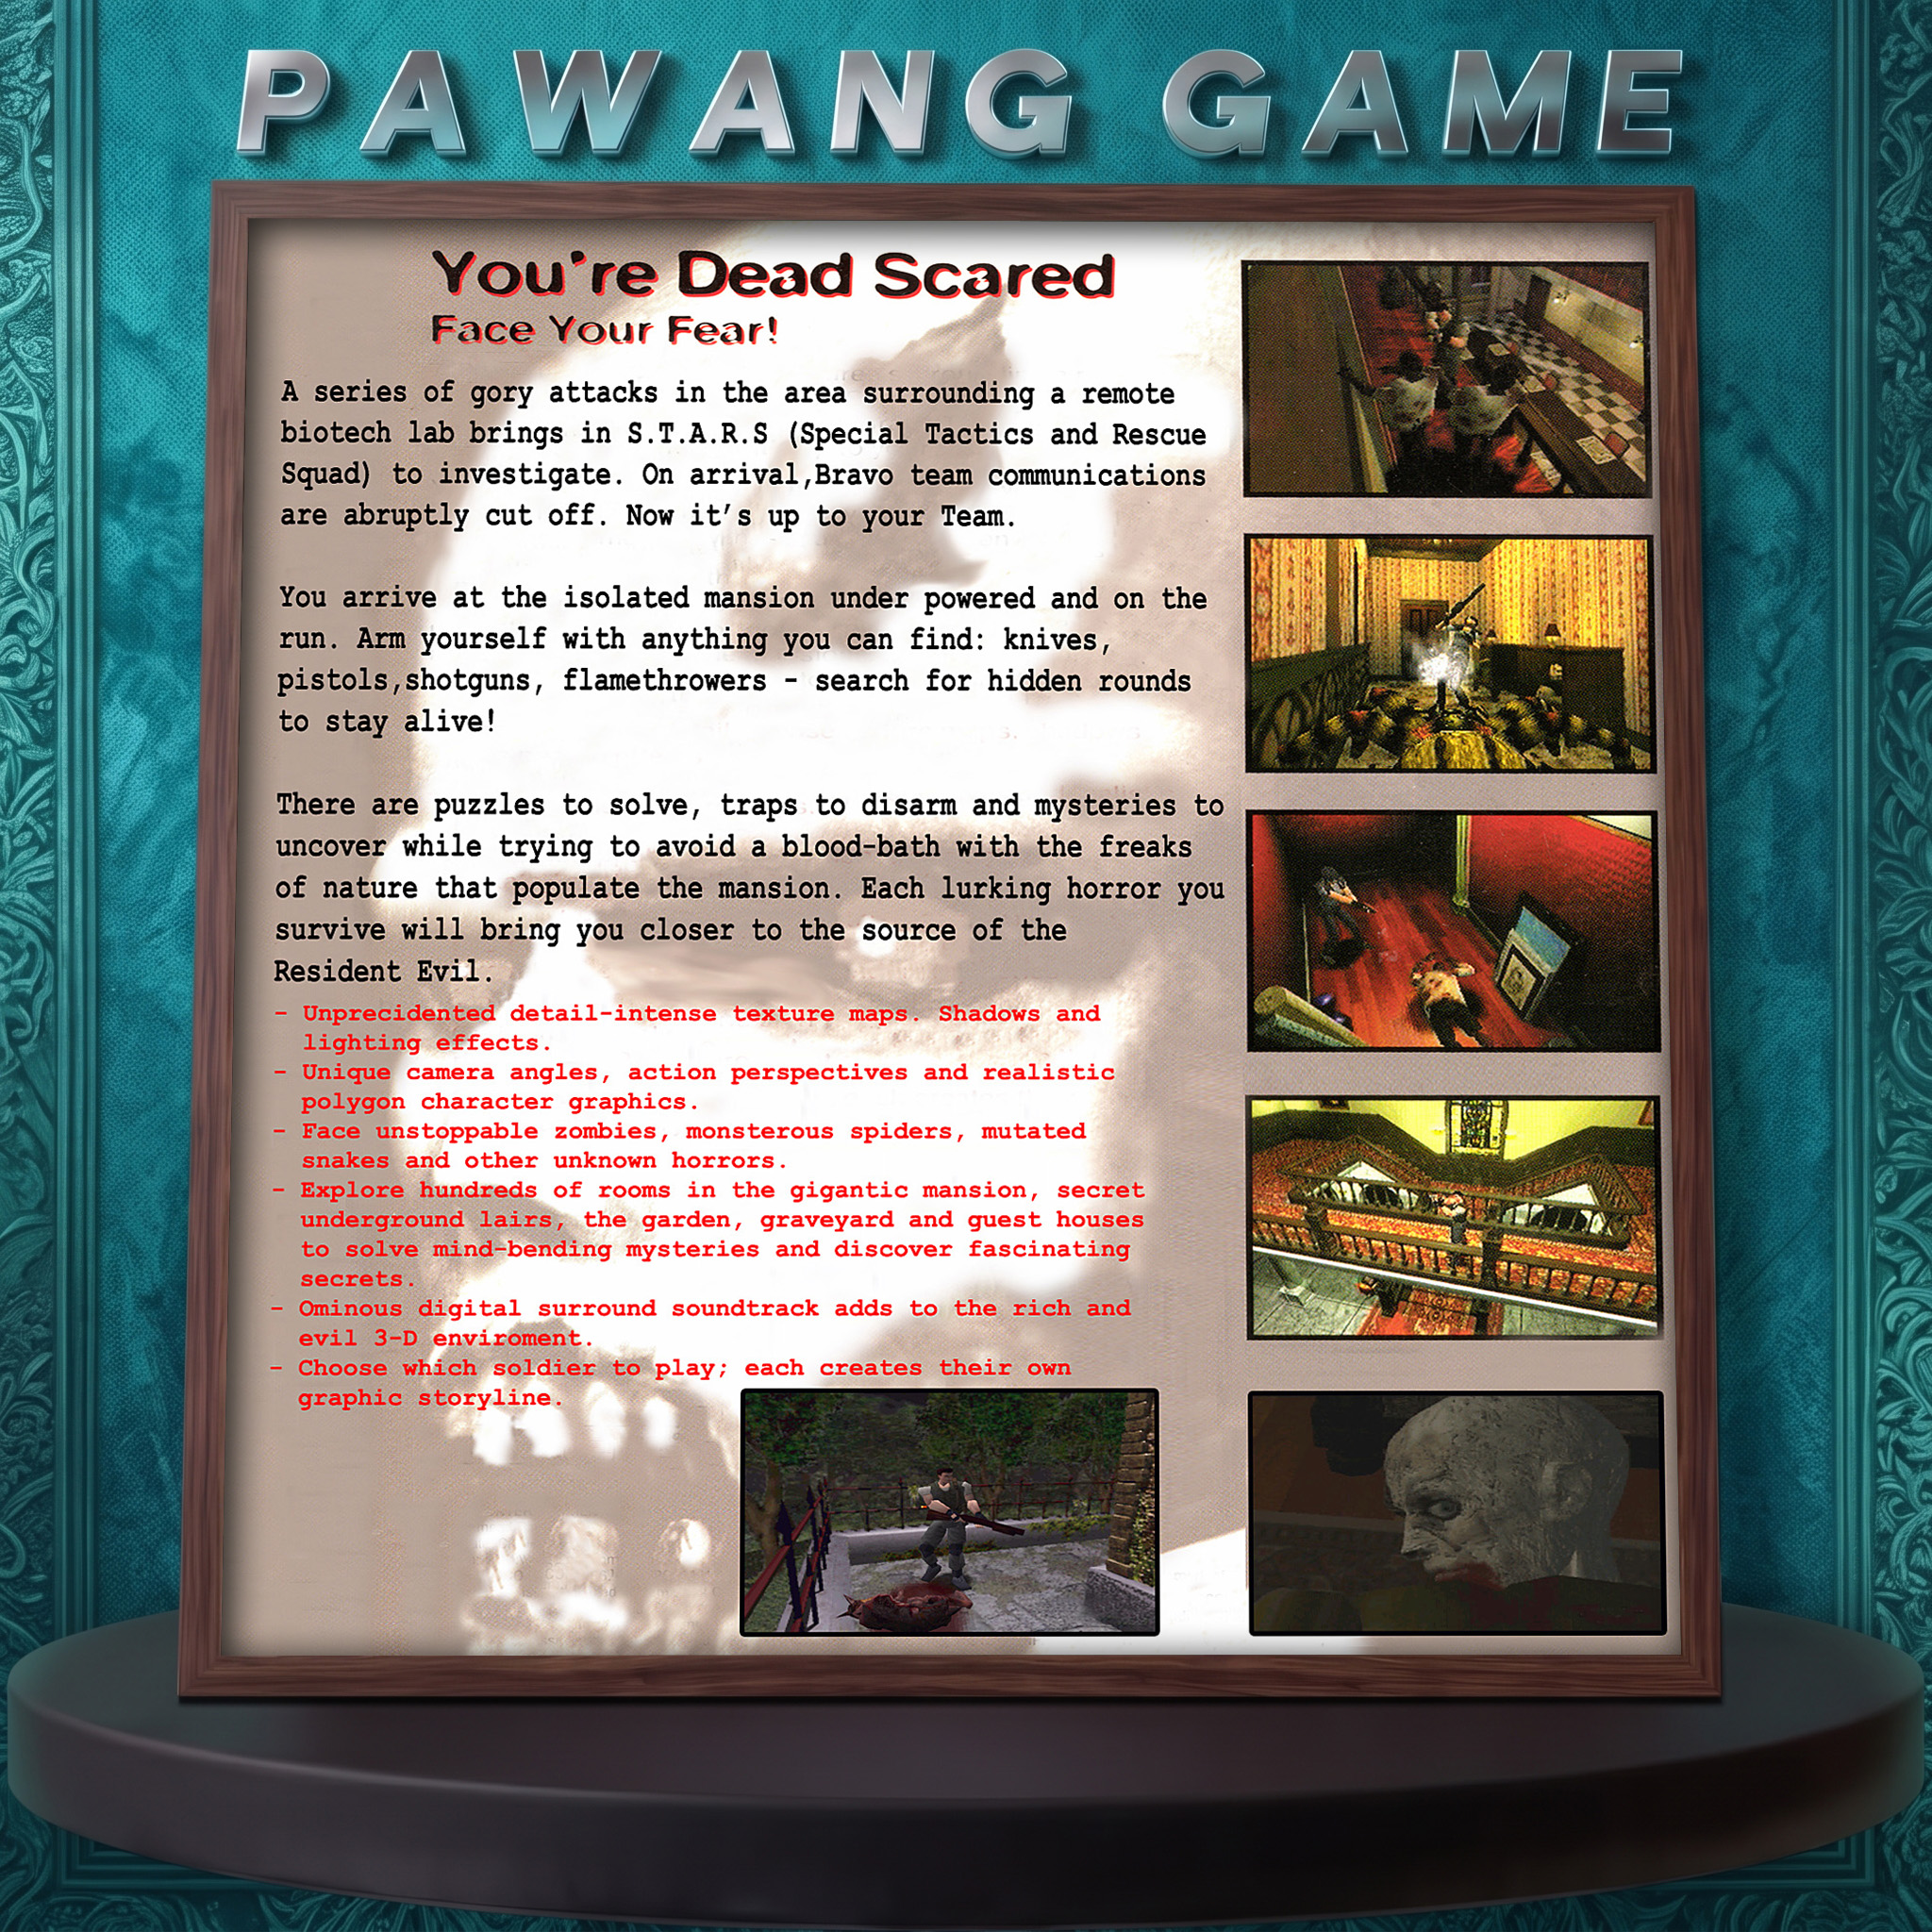 PAWANG GAME
You're Dead Scared
Face Your Fear!
A series of gory attacks in the area surrounding a remote
biotech lab brings in S.T.A.R.S (Special Tactics and Rescue
Squad) to investigate. On arrival,Bravo team communications
are abruptly cut off. Now it's up to your Team.
You arrive at the isolated mansion under powered and on the
run. Arm yourself with anything you can find: knives,
pistols,shotguns, flamethrowers - search for hidden rounds
to stay alive!
There are puzzles to solve, traps to disarm and mysteries to
uncover while trying to avoid a blood-bath with the freaks
of nature that populate the mansion. Each lurking horror you
survive will bring you closer to the source of the
Resident Evil.
- Unprecidented detail-intense texture maps. Shadows and
lighting effects.
- Unique camera angles, action perspectives and realistic
polygon character graphics.
- Face unstoppable zombies, monsterous spiders, mutated
snakes and other unknown horrors.
- Explore hundreds of rooms in the gigantic mansion, secret
underground lairs, the garden, graveyard and guest houses
to solve mind-bending mysteries and discover fascinating
secrets.
- Ominous digital surround soundtrack adds to the rich and
evil 3-D enviroment.
- Choose which soldier to play; each creates their own
graphic storyline.